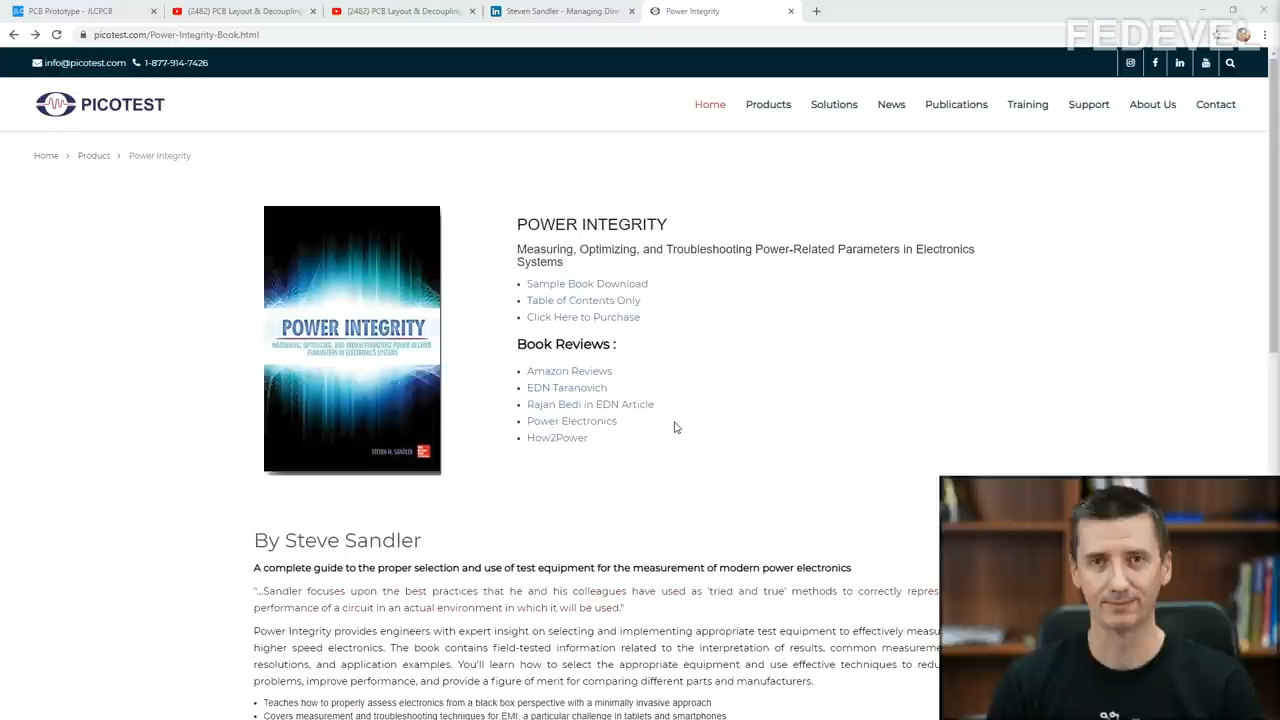 PCB Prototype - JLCPCB
(2482) PCB Layout & Decoupling
(2482) PCB Layout & Decoupling
Steven Sandler - Managing Dire
Power Integrity
picotest.com/Power-Integrity-Book.html
FEDEVEL
info@picotest.com
1-877-914-7426
PICOTEST
Home
Products
Solutions
News
Publications
Training
Support
About Us
Contact
Home > Product > Power Integrity
POWER INTEGRITY
MEASURING, OPTIMIZING, AND TROUBLESHOOTING POWER RELATED
PARAMETERS IN ELECTRONICS SYSTEMS
STEVEN M. SANDLER
POWER INTEGRITY
Measuring, Optimizing, and Troubleshooting Power-Related Parameters in Electronics
Systems
• Sample Book Download
• Table of Contents Only
• Click Here to Purchase
Book Reviews :
• Amazon Reviews
• EDN Taranovich
• Rajan Bedi in EDN Article
• Power Electronics
• How2Power
By Steve Sandler
A complete guide to the proper selection and use of test equipment for the measurement of modern power electronics
"...Sandler focuses upon the best practices that he and his colleagues have used as 'tried and true' methods to correctly repres
performance of a circuit in an actual environment in which it will be used."
Power Integrity provides engineers with expert insight on selecting and implementing appropriate test equipment to effectively measu
higher speed electronics. The book contains field-tested information related to the interpretation of results, common measureme
resolutions, and application examples. You'll learn how to select the appropriate equipment and use effective techniques to redu
problems, improve performance, and provide a figure of merit for comparing different parts and manufacturers.
• Teaches how to properly assess electronics from a black box perspective with a minimally invasive approach
• Covers measurement and troubleshooting techniques for EMI, a particular challenge in tablets and smartphones